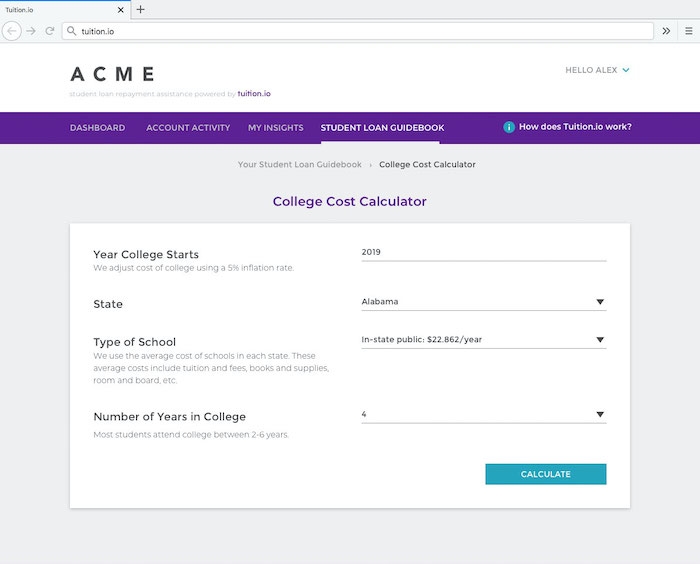 Tuition.io
tuition.io
ACME
HELLO ALEX
student loan repayment assistance powered by tuition.io
DASHBOARD
ACCOUNT ACTIVITY
MY INSIGHTS
STUDENT LOAN GUIDEBOOK
i How does Tuition.io work?
Your Student Loan Guidebook › College Cost Calculator
College Cost Calculator
Year College Starts
We adjust cost of college using a 5% inflation rate.
2019
State
Alabama
Type of School
We use the average cost of schools in each state. These
average costs include tuition and fees, books and supplies,
room and board, etc.
In-state public: $22.862/year
Number of Years in College
Most students attend college between 2-6 years.
4
CALCULATE